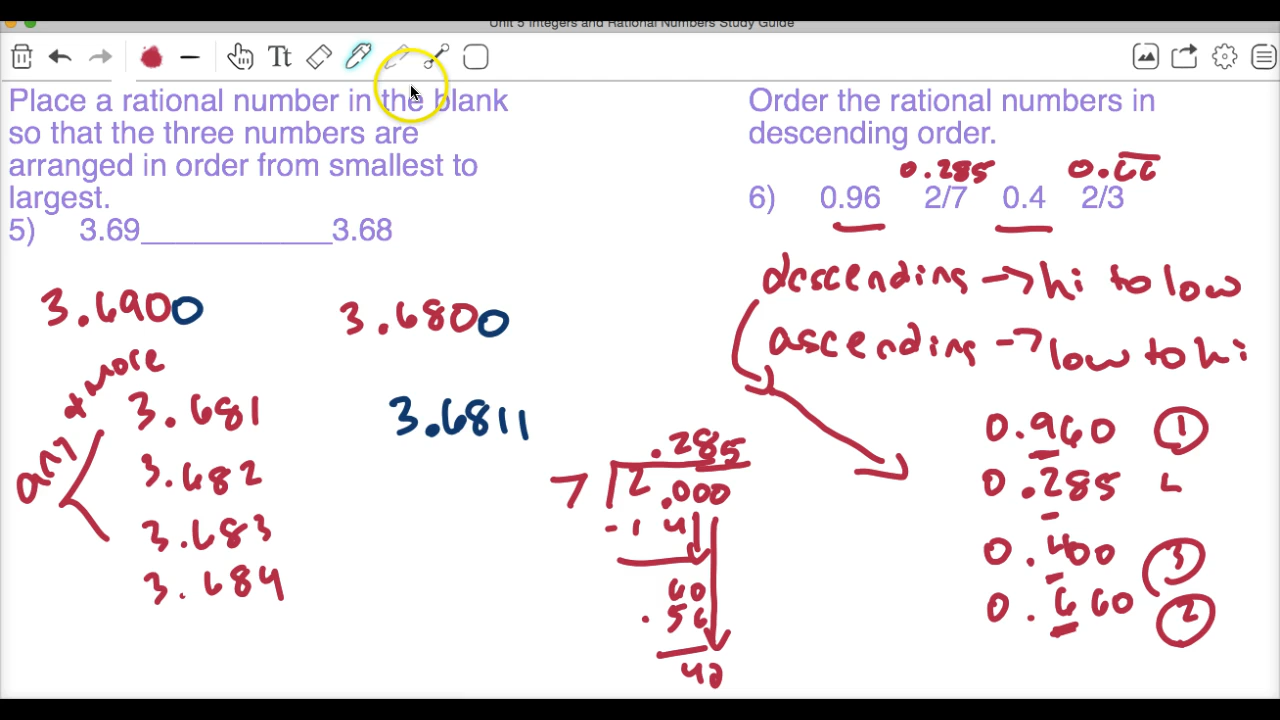 Unit 5 Integers and Rational Numbers Study Guide
Tt
Place a rational number in the blank
so that the three numbers are
arranged in order from smallest to
largest.
5) 3.69____________3.68
3.6900
3.6800
any & more
3.681
3.682
3.683
3.684
3.6811
.285
7 2.000
- 14
60
. 56
40
Order the rational numbers in
descending order.
0.285 0.66
6) 0.96 2/7 0.4 2/3
descending → hi to low
ascending → low to hi
0.960 1
0.285 4
0.400 3
0.660 2